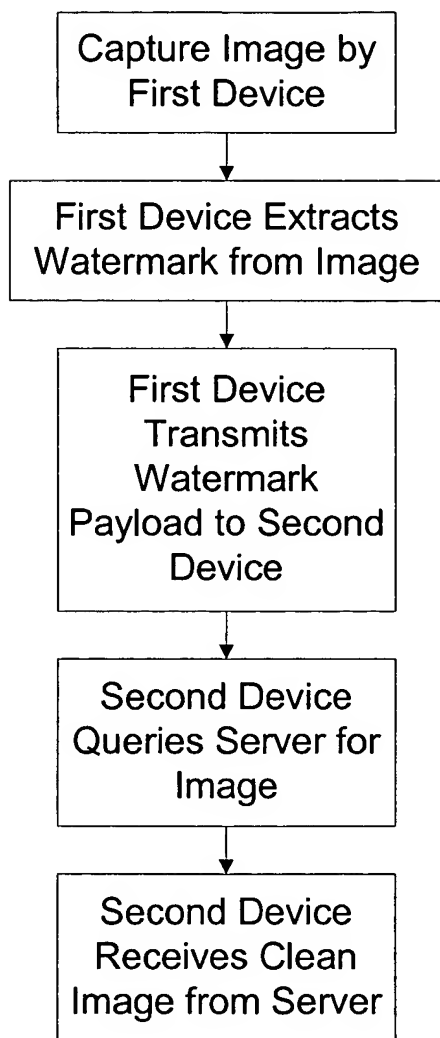 Capture Image by
First Device
First Device Extracts
Watermark from Image
First Device
Transmits
Watermark
Payload to Second
Device
Second Device
Queries Server for
Image
Second Device
Receives Clean
Image from Server